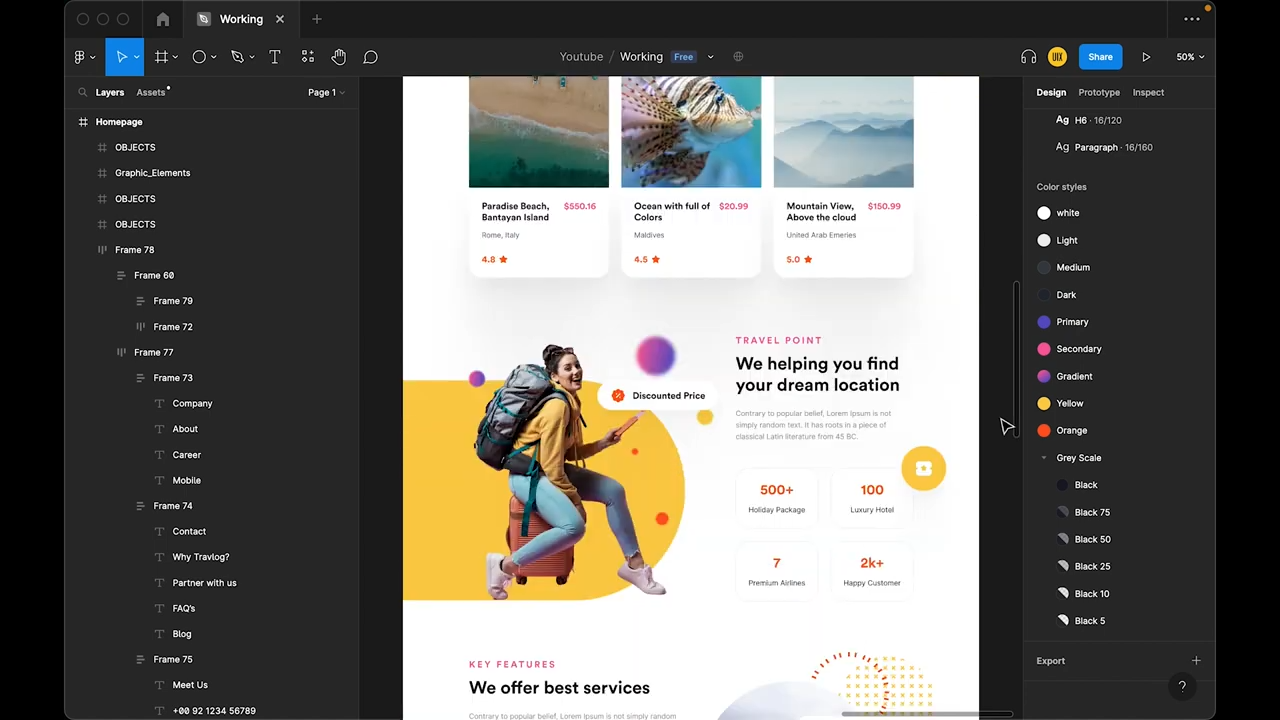 Working
Youtube / Working Free
UIX
Share
50%
Layers
Assets
Page 1
Homepage
OBJECTS
Graphic_Elements
OBJECTS
OBJECTS
Frame 78
Frame 60
Frame 79
Frame 72
Frame 77
Frame 73
Company
About
Career
Mobile
Frame 74
Contact
Why Travlog?
Partner with us
FAQ's
Blog
Frame 75
Meet Us
+00 92 1234 56789
Paradise Beach, $550.16
Bantayan Island
Rome, Italy
4.8
Ocean with full of $20.99
Colors
Maldives
4.5
Mountain View, $150.99
Above the cloud
United Arab Emeries
5.0
Discounted Price
TRAVEL POINT
We helping you find
your dream location
Contrary to popular belief, Lorem Ipsum is not
simply random text. It has roots in a piece of
classical Latin literature from 45 BC.
500+
Holiday Package
100
Luxury Hotel
7
Premium Airlines
2k+
Happy Customer
KEY FEATURES
We offer best services
Contrary to popular belief, Lorem Ipsum is not simply random
Design
Prototype
Inspect
Ag H6 · 16/120
Ag Paragraph · 16/160
Color styles
white
Light
Medium
Dark
Primary
Secondary
Gradient
Yellow
Orange
Grey Scale
Black
Black 75
Black 50
Black 25
Black 10
Black 5
Export
?